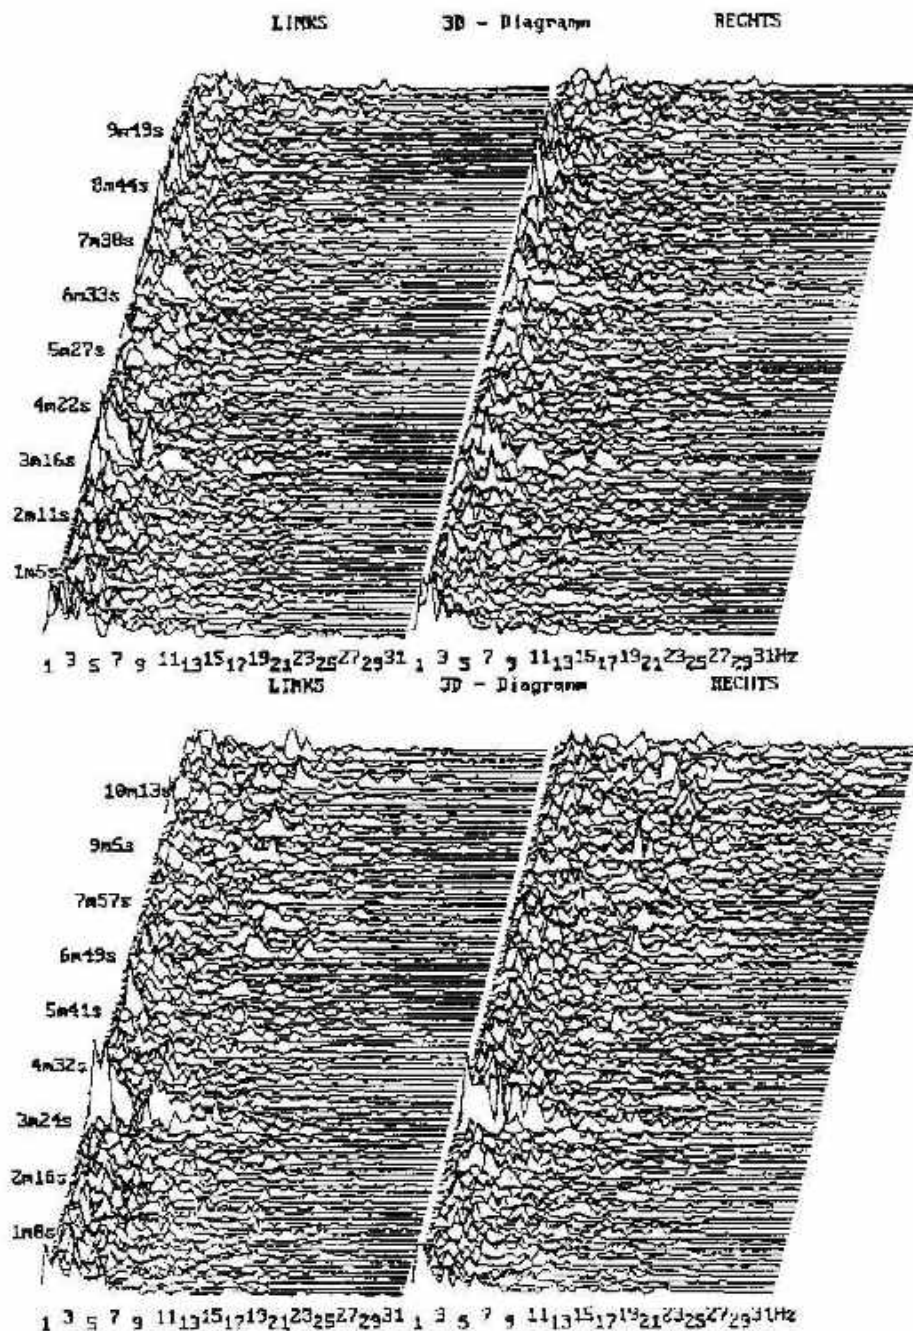 LINKS 3D - Diagramm RECHTS
9m49s
8m44s
7m38s
6m33s
5m27s
4m22s
3m16s
2m11s
1m5s
1 3 5 7 9 11 13 15 17 19 21 23 25 27 29 31 1 3 5 7 9 11 13 15 17 19 21 23 25 27 29 31Hz
LINKS 3D - Diagramm RECHTS
10m13s
9m5s
7m57s
6m49s
5m41s
4m32s
3m24s
2m16s
1m8s
1 3 5 7 9 11 13 15 17 19 21 23 25 27 29 31 1 3 5 7 9 11 13 15 17 19 21 23 25 27 29 31Hz